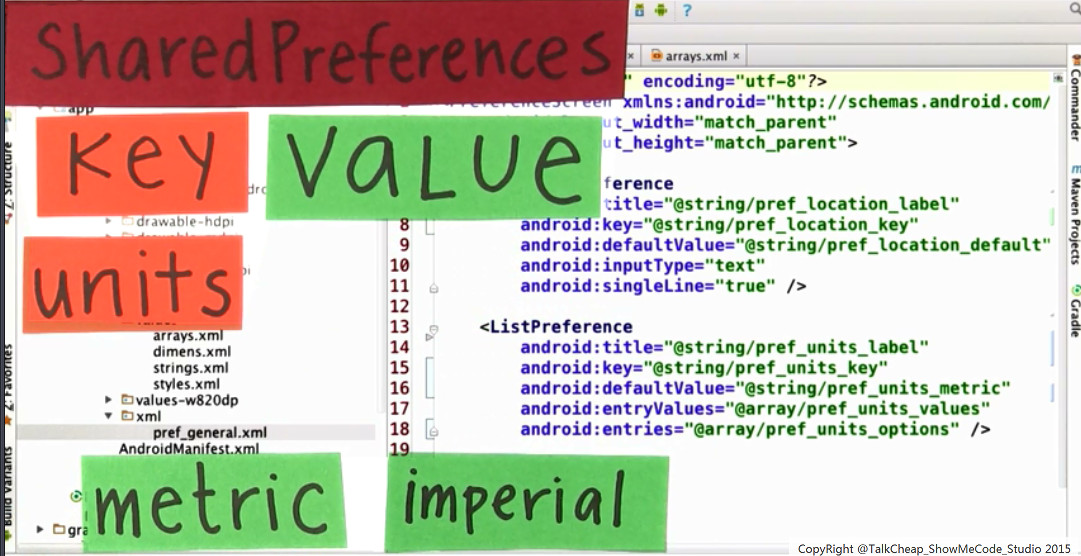 SharedPreferences
arrays.xml
" encoding="utf-8"?>
xmlns:android="http://schemas.android.com/
app
ut_width="match_parent"
key value
ut_height="match_parent">
Commander
Z: Structure
ference
title="@string/pref_location_label"
8 android:key="@string/pref_location_key"
drawable-hdpi
9 android:defaultValue="@string/pref_location_default"
Maven Projects
units
10 android:inputType="text"
11 android:singleLine="true" />
Gradle
12
13 <ListPreference
arrays.xml
14 android:title="@string/pref_units_label"
dimens.xml
15 android:key="@string/pref_units_key"
strings.xml
16 android:defaultValue="@string/pref_units_metric"
styles.xml
2: Favorites
values-w820dp
17 android:entryValues="@array/pref_units_values"
xml
18 android:entries="@array/pref_units_options" />
pref_general.xml
19
AndroidManifest.xml
Build Variants
metric imperial
gra
CopyRight @TalkCheap_ShowMeCode_Studio 2015